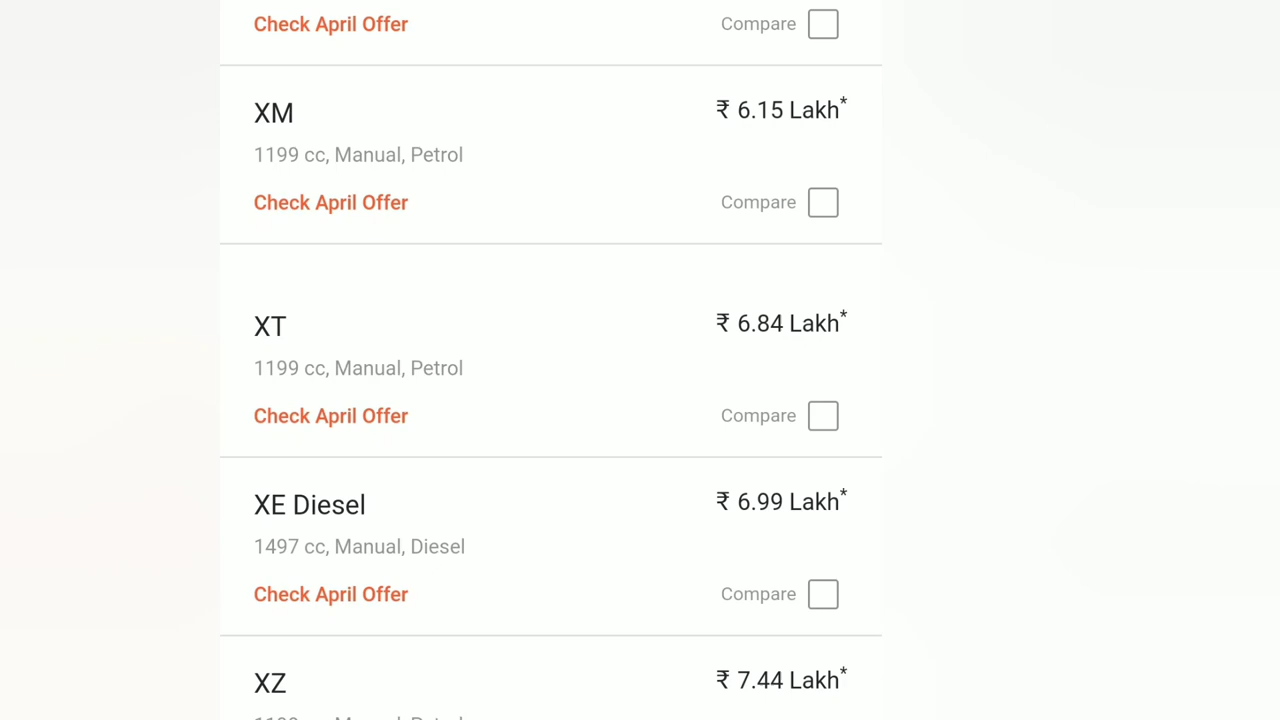 Check April Offer
Compare
XM
₹ 6.15 Lakh*
1199 cc, Manual, Petrol
Check April Offer
Compare
XT
₹ 6.84 Lakh*
1199 cc, Manual, Petrol
Check April Offer
Compare
XE Diesel
₹ 6.99 Lakh*
1497 cc, Manual, Diesel
Check April Offer
Compare
XZ
₹ 7.44 Lakh*